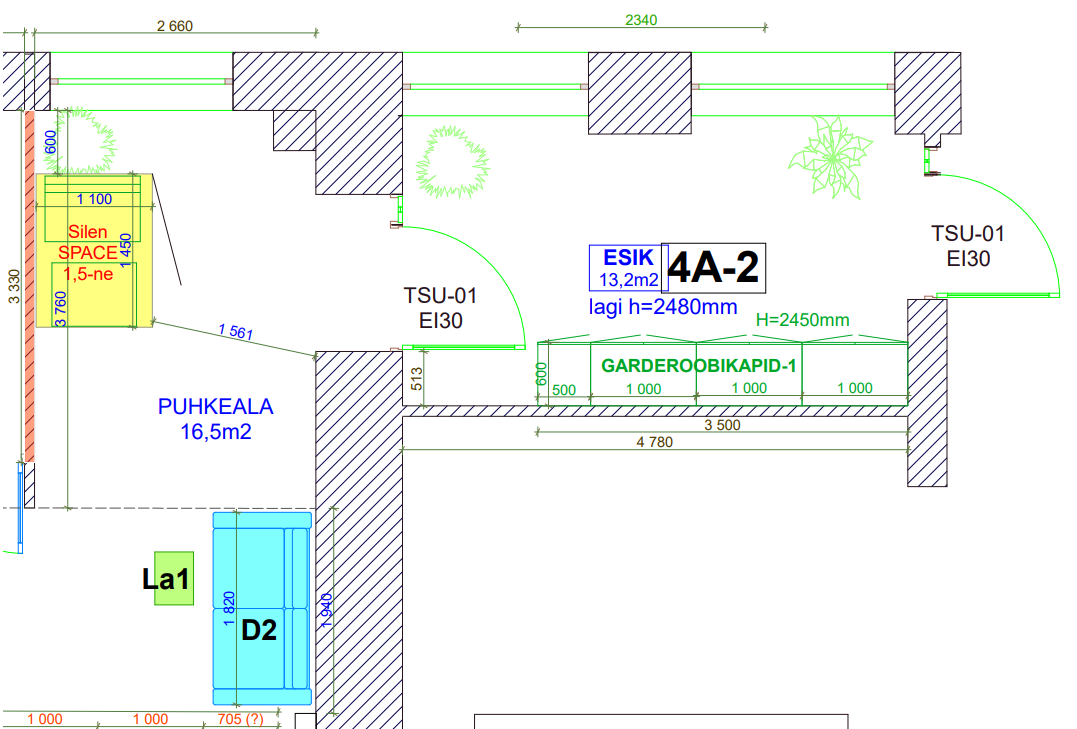 2 660
2340
600
1 100
Silen
SPACE
1,5-ne
1 450
3 760
3 330
1 561
TSU-01
EI30
ESIK
13,2m2
4A-2
lagi h=2480mm
TSU-01
EI30
H=2450mm
GARDEROOBIKAPID-1
513
600
500
1 000
1 000
1 000
3 500
4 780
PUHKEALA
16,5m2
La1
1 820
D2
1 940
1 000
1 000
705 (?)